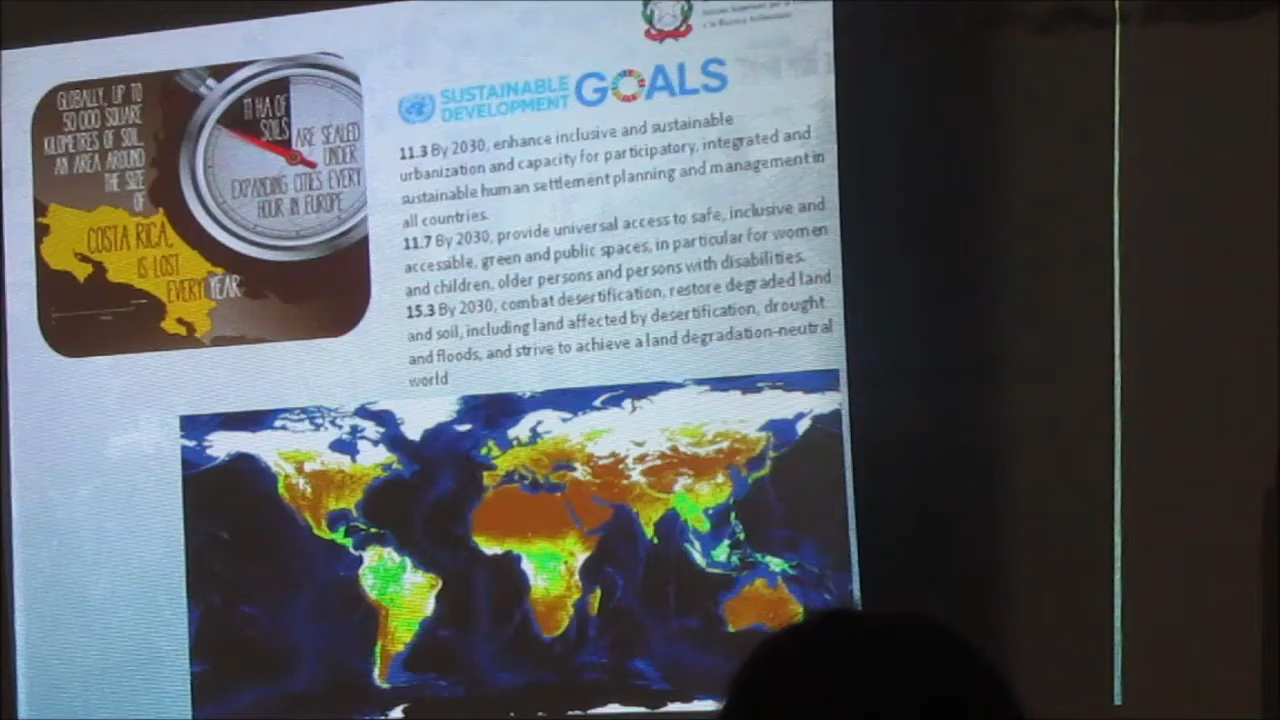 GLOBALLY, UP TO
50 000 SQUARE
KILOMETRES OF SOIL,
AN AREA AROUND
THE SIZE
OF
COSTA RICA,
IS LOST
EVERY YEAR
11 HA OF
SOILS
ARE SEALED
UNDER
EXPANDING CITIES EVERY
HOUR IN EUROPE
SUSTAINABLE
DEVELOPMENT
GOALS
11.3 By 2030, enhance inclusive and sustainable
urbanization and capacity for participatory, integrated and
sustainable human settlement planning and management in
all countries.
11.7 By 2030, provide universal access to safe, inclusive and
accessible, green and public spaces, in particular for women
and children, older persons and persons with disabilities.
15.3 By 2030, combat desertification, restore degraded land
and soil, including land affected by desertification, drought
and floods, and strive to achieve a land degradation-neutral
world